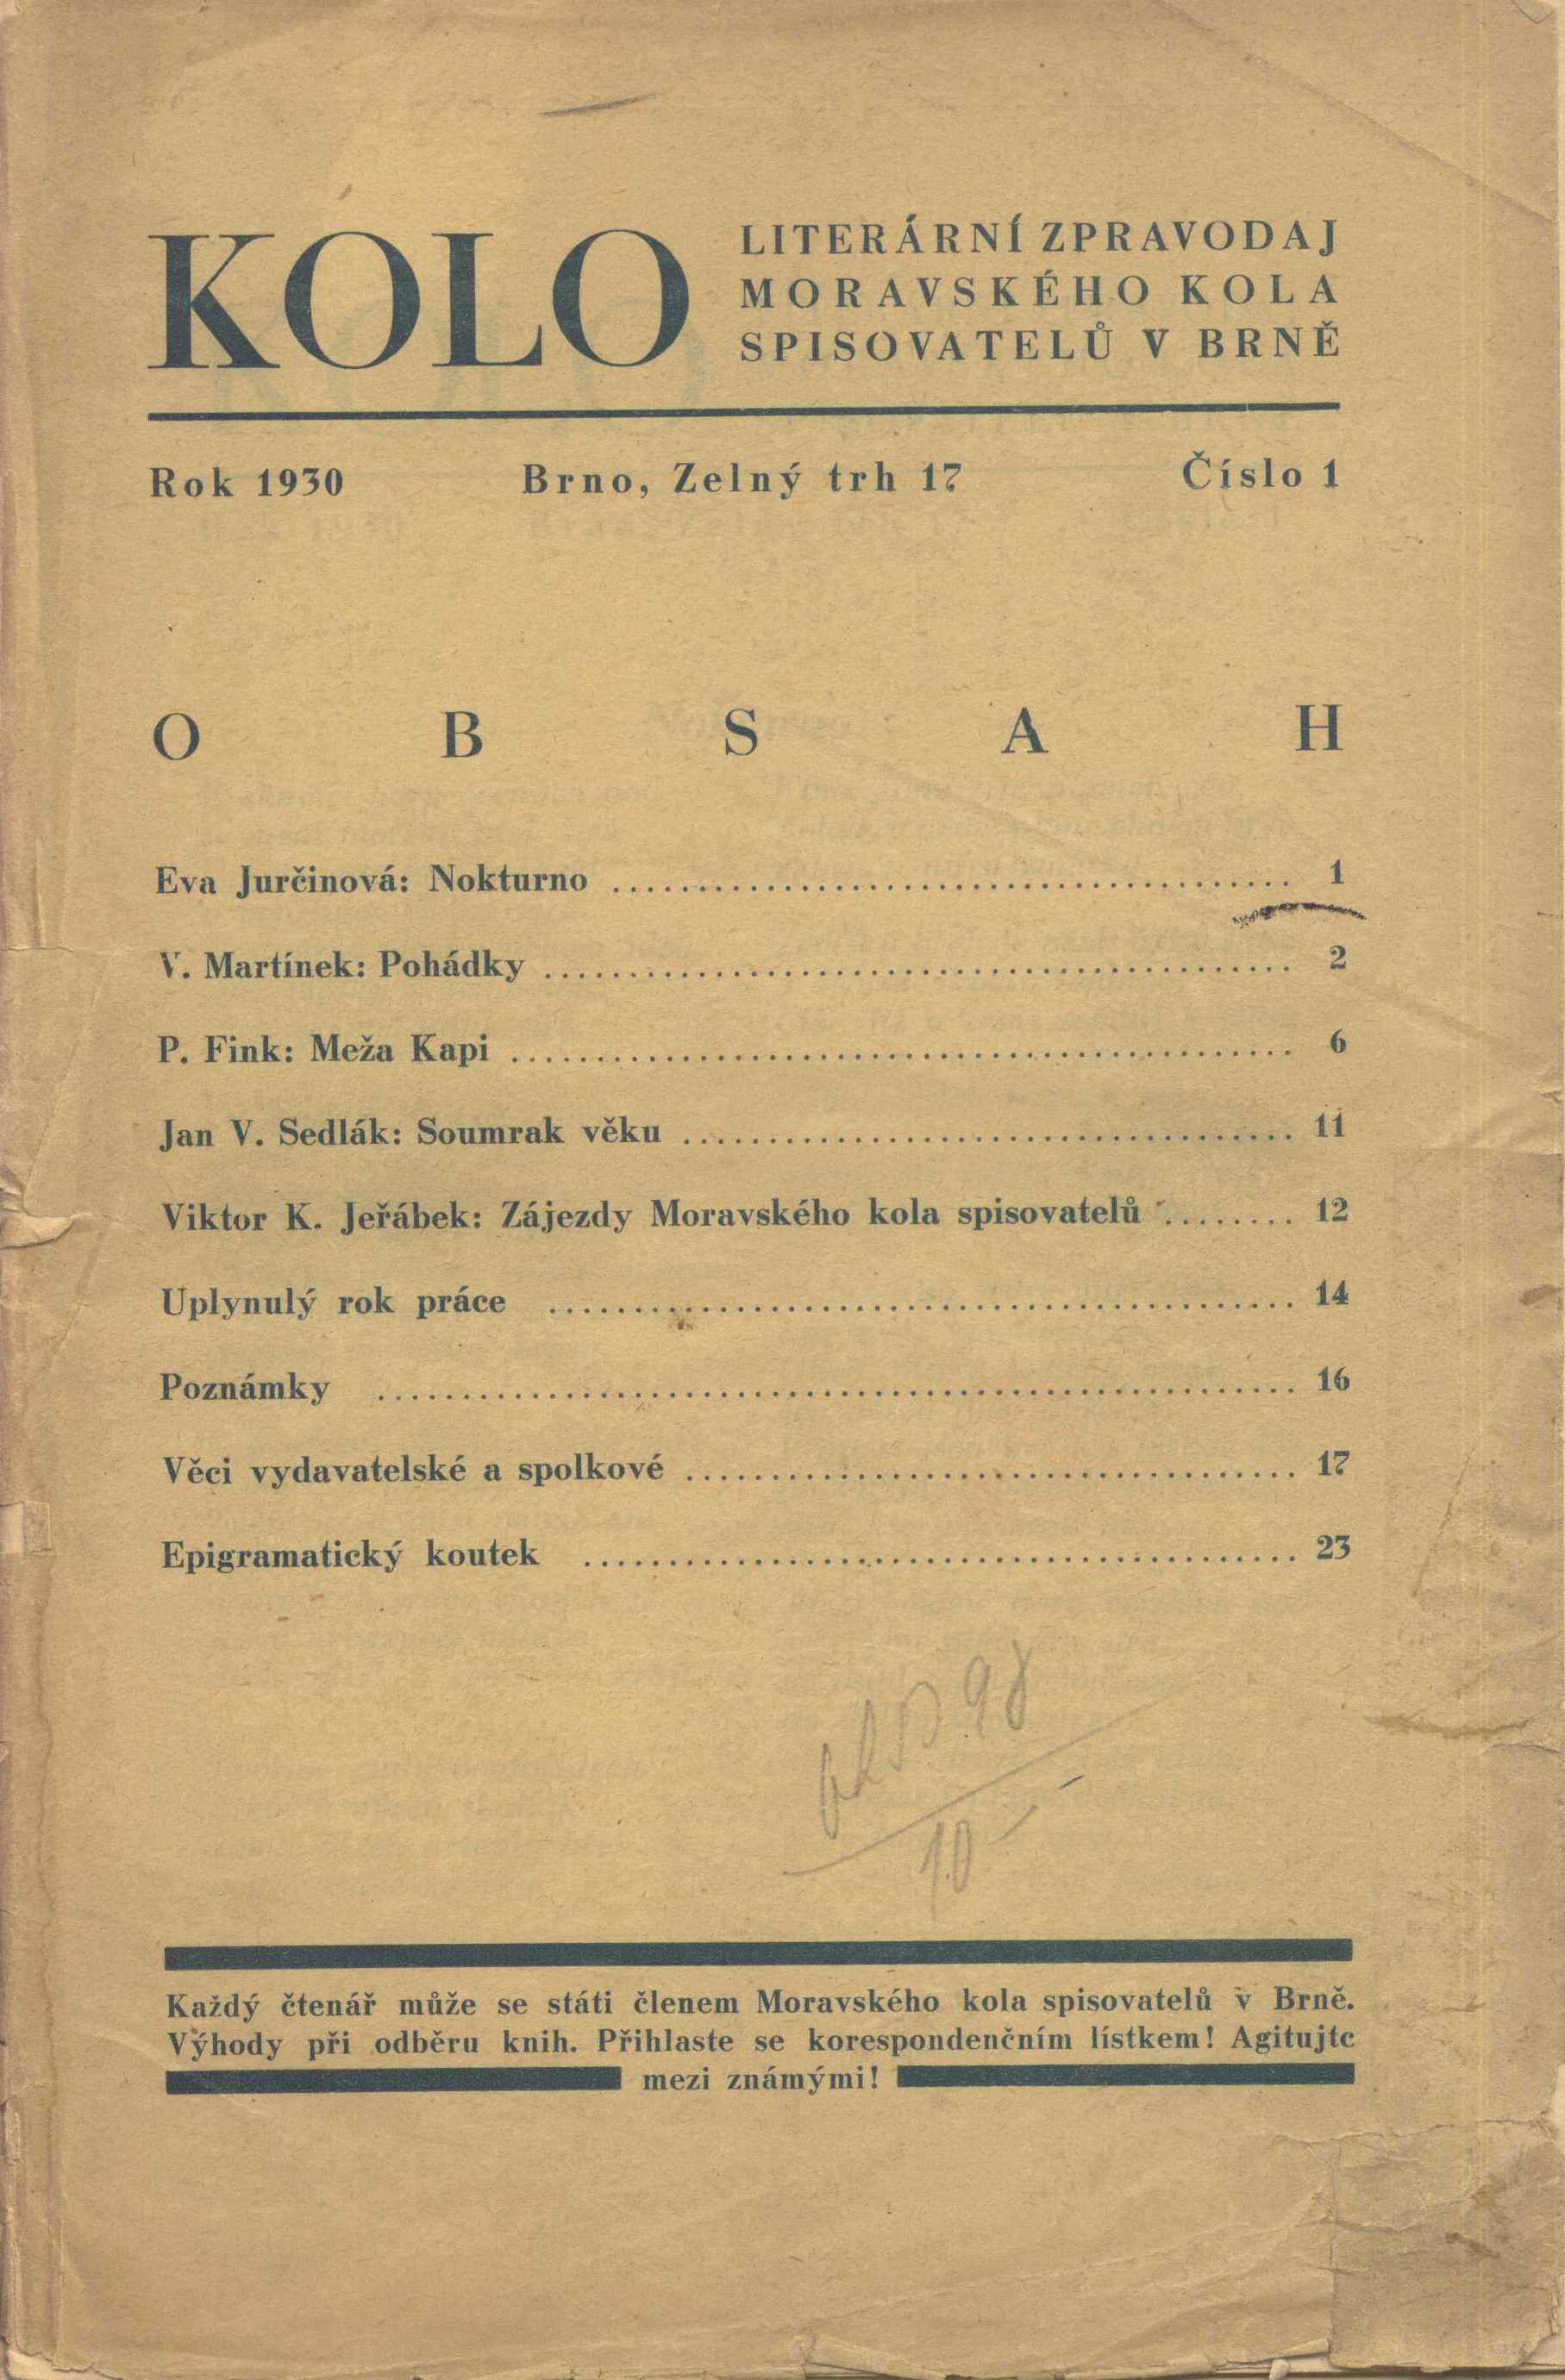 KOLO
LITERÁRNÍ ZPRAVODAJ
MORAVSKÉHO KOLA
SPISOVATELŮ V BRNĚ
Rok 1930 Brno, Zelný trh 17 Číslo 1
OBSAH
Eva Jurčinová: Nokturno ........ 1
V. Martínek: Pohádky ........ 2
P. Fink: Meža Kapi ........ 6
Jan V. Sedlák: Soumrak věku ........ 11
Viktor K. Jeřábek: Zájezdy Moravského kola spisovatelů ........ 12
Uplynulý rok práce ........ 14
Poznámky ........ 16
Věci vydavatelské a spolkové ........ 17
Epigramatický koutek ........ 23
98
10-
Každý čtenář může se státi členem Moravského kola spisovatelů v Brně.
Výhody při odběru knih. Přihlaste se korespondenčním lístkem! Agitujte
mezi známými!